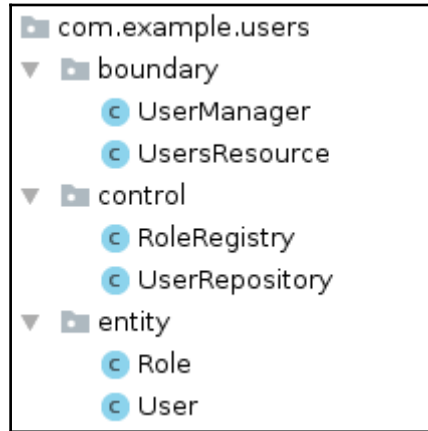 com.example.users
boundary
C UserManager
C UsersResource
control
C RoleRegistry
C UserRepository
entity
C Role
C User